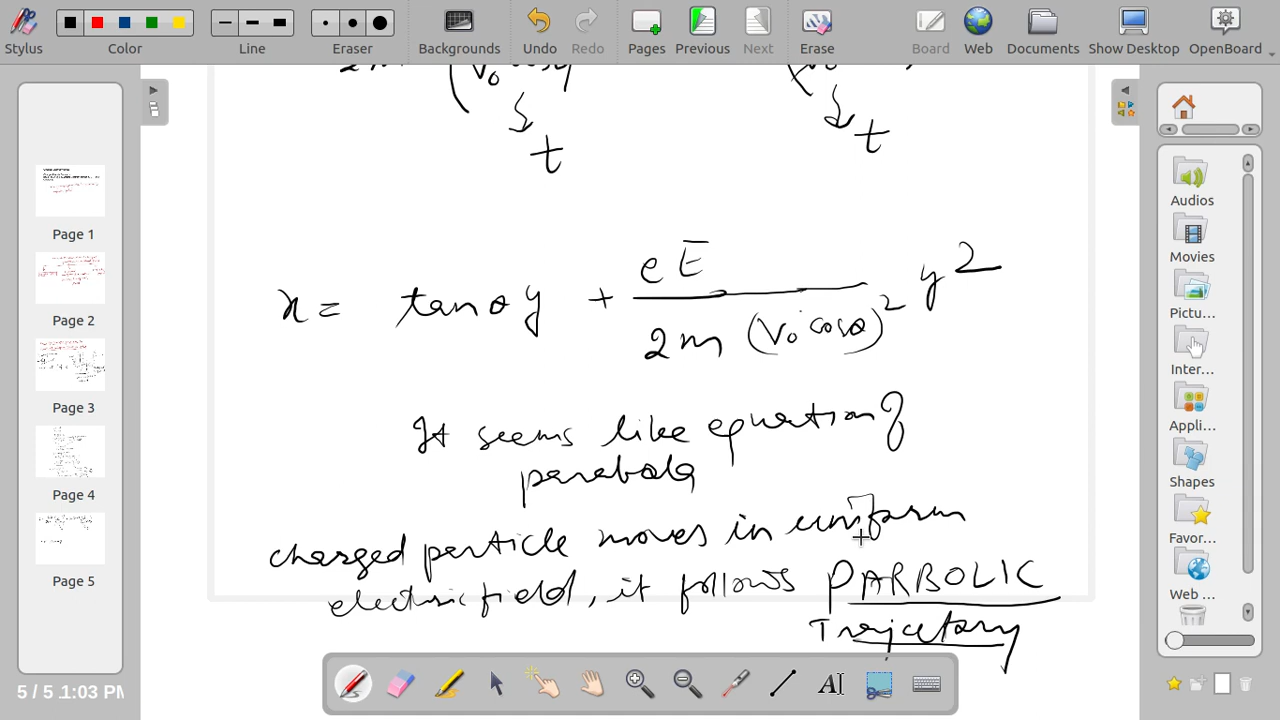 Stylus Color Line Eraser Backgrounds Undo Redo Pages Previous Next Erase Board Web Documents Show Desktop OpenBoard
2m (v₀ cosθ
t
t
x = tanθ y + eE / 2m (v₀ cosθ)² y²
It seems like equation of
parabola
charged particle moves in uniform
electric field, it follows PARBOLIC
Trajectory
Page 1
Page 2
Page 3
Page 4
Page 5
5 / 5 1:03 PM
Audios
Movies
Pictu...
Inter...
Appli...
Shapes
Favor...
Web ...